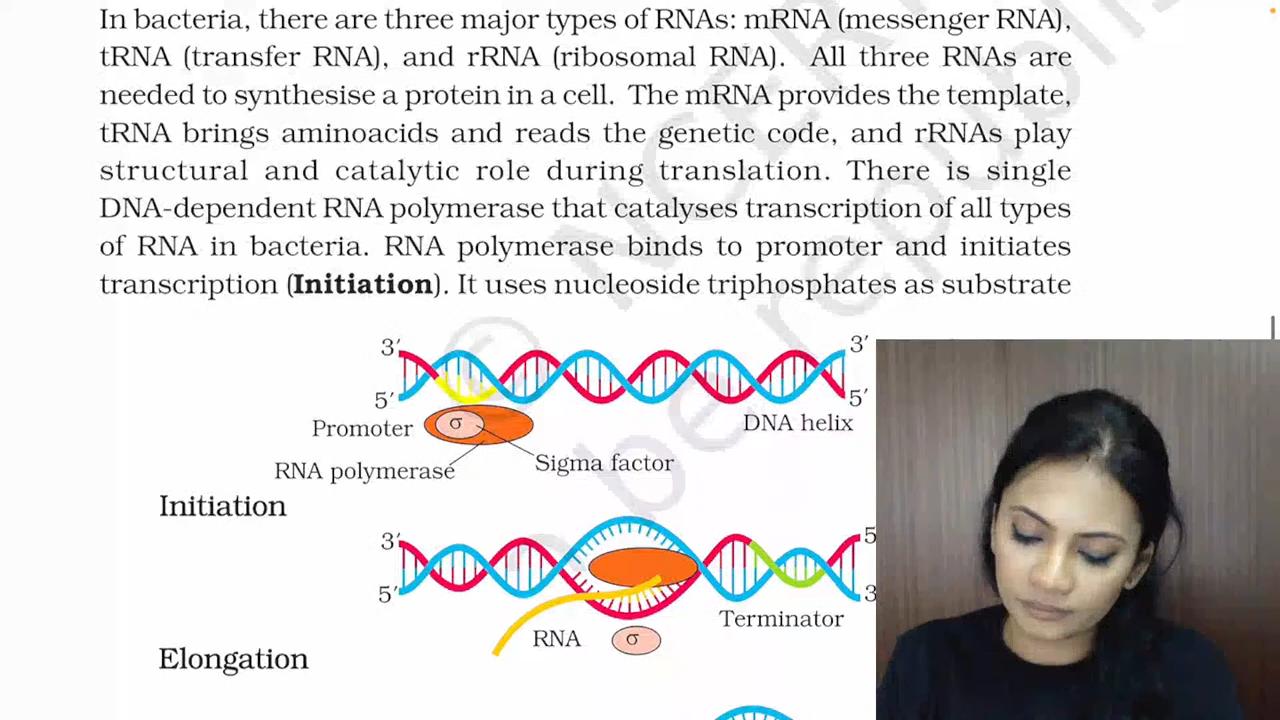 In bacteria, there are three major types of RNAs: mRNA (messenger RNA),
tRNA (transfer RNA), and rRNA (ribosomal RNA). All three RNAs are
needed to synthesise a protein in a cell. The mRNA provides the template,
tRNA brings aminoacids and reads the genetic code, and rRNAs play
structural and catalytic role during translation. There is single
DNA-dependent RNA polymerase that catalyses transcription of all types
of RNA in bacteria. RNA polymerase binds to promoter and initiates
transcription (Initiation). It uses nucleoside triphosphates as substrate
3′ 3′
5′ 5′
Promoter σ DNA helix
RNA polymerase Sigma factor
Initiation
3′ 5
5′ 3
Terminator
RNA σ
Elongation
© NCERT
be republi